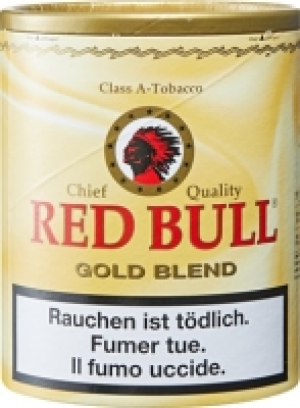 Class A-Tobacco
Chief Quality
RED BULL®
GOLD BLEND
Rauchen ist tödlich.
Fumer tue.
Il fumo uccide.